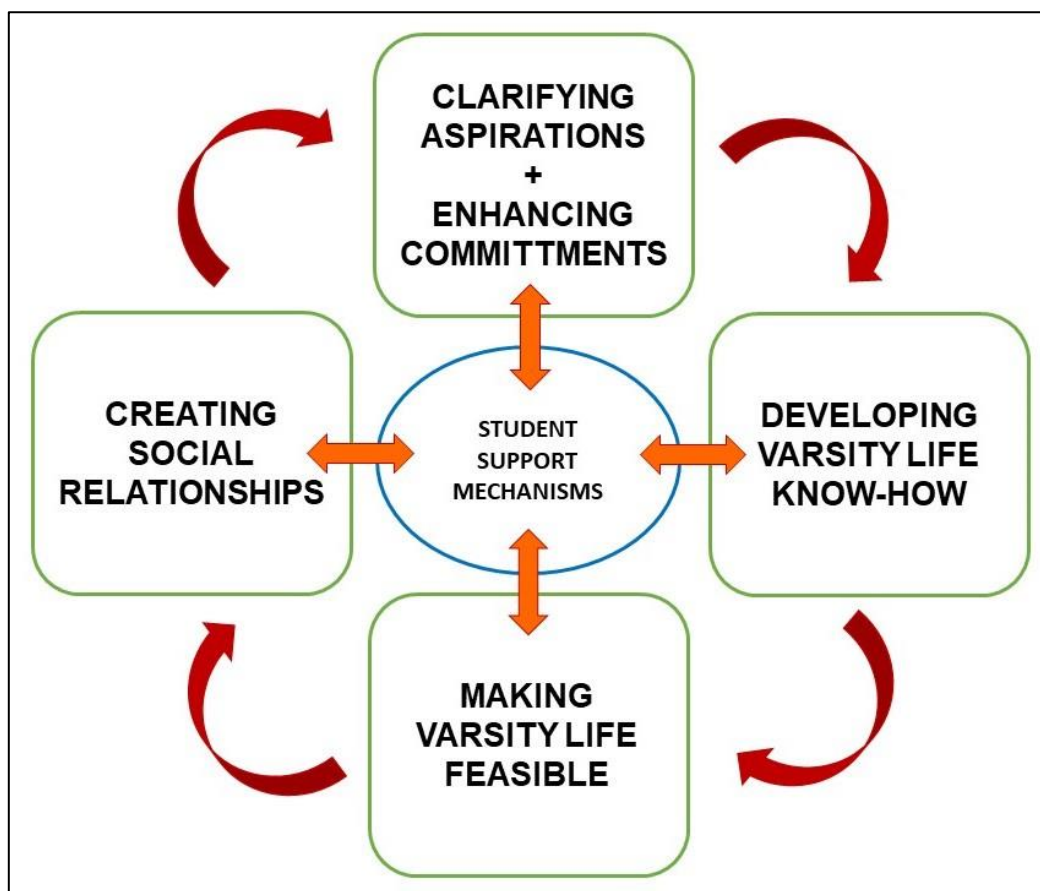 CLARIFYING
ASPIRATIONS
+
ENHANCING
COMMITTMENTS
CREATING
SOCIAL
RELATIONSHIPS
STUDENT
SUPPORT
MECHANISMS
DEVELOPING
VARSITY LIFE
KNOW-HOW
MAKING
VARSITY LIFE
FEASIBLE